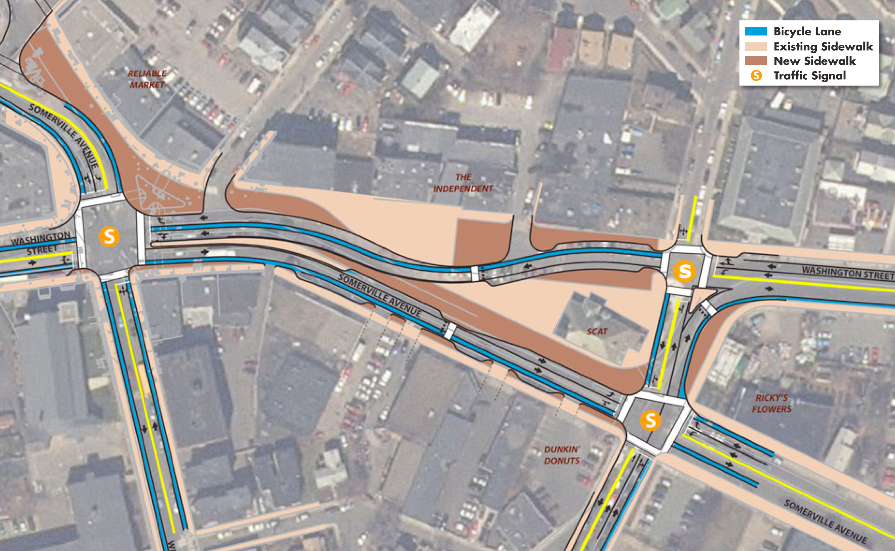 Bicycle Lane
Existing Sidewalk
New Sidewalk
S Traffic Signal
RELIABLE
MARKET
SOMERVILLE AVENUE
THE
INDEPENDENT
WASHINGTON
STREET
S
S
WASHINGTON STREET
SOMERVILLE AVENUE
SCAT
S
RICKY'S
FLOWERS
DUNKIN'
DONUTS
SOMERVILLE AVENUE